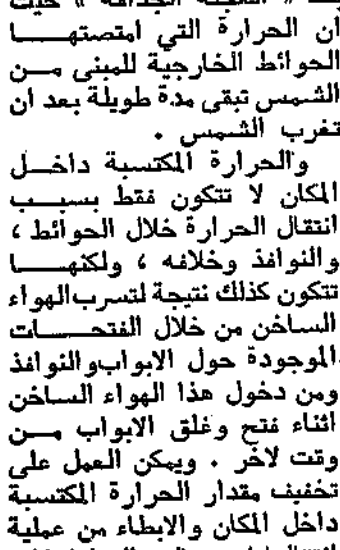 حيث
أن الحرارة التي امتصتها
الحوائط الخارجية للمبنى من
الشمس تبقى مدة طويلة بعد ان
تغرب الشمس .
والحرارة المكتسبة داخل
المكان لا تتكون فقط بسبب
انتقال الحرارة خلال الحوائط ،
والنوافذ وخلافه ، ولكنها
تتكون كذلك نتيجة لتسرب الهواء
الساخن من خلال الفتحات
الموجودة حول الابواب والنوافذ
ومن دخول هذا الهواء الساخن
اثناء فتح وغلق الابواب من
وقت لآخر . ويمكن العمل على
تخفيف مقدار الحرارة المكتسبة
داخل المكان والابطاء من عملية